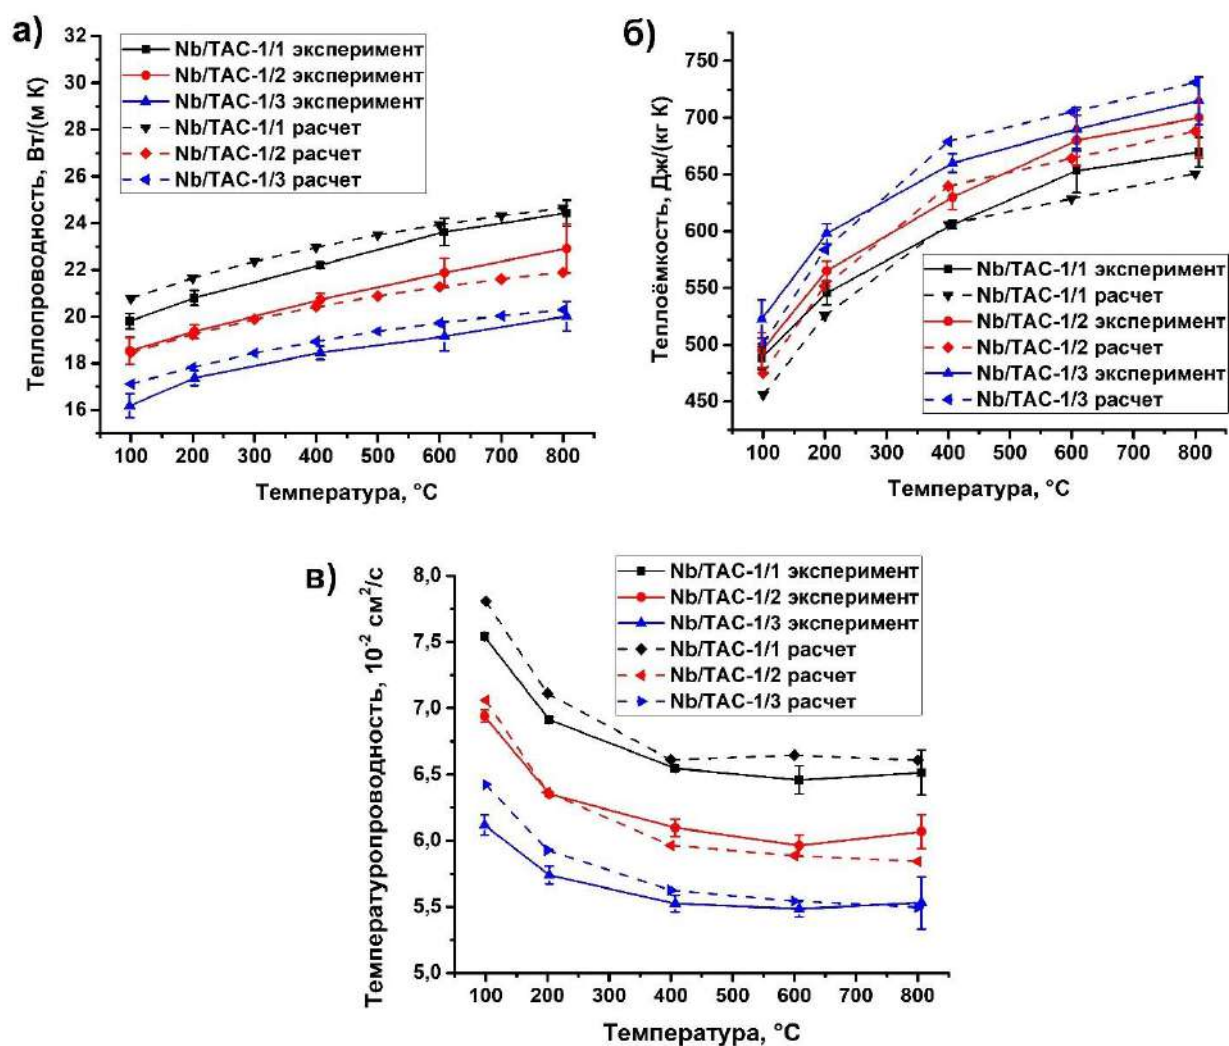 а)
Теплопроводность, Вт/(м К)
32
30
28
26
24
22
20
18
16
Nb/TAC-1/1 эксперимент
Nb/TAC-1/2 эксперимент
Nb/TAC-1/3 эксперимент
Nb/TAC-1/1 расчет
Nb/TAC-1/2 расчет
Nb/TAC-1/3 расчет
100 200 300 400 500 600 700 800
Температура, °C
б)
Теплоёмкость, Дж/(кг К)
750
700
650
600
550
500
450
Nb/TAC-1/1 эксперимент
Nb/TAC-1/1 расчет
Nb/TAC-1/2 эксперимент
Nb/TAC-1/2 расчет
Nb/TAC-1/3 эксперимент
Nb/TAC-1/3 расчет
100 200 300 400 500 600 700 800
Температура, °C
в)
Температуропроводность, 10⁻² см²/с
8,0
7,5
7,0
6,5
6,0
5,5
5,0
Nb/TAC-1/1 эксперимент
Nb/TAC-1/2 эксперимент
Nb/TAC-1/3 эксперимент
Nb/TAC-1/1 расчет
Nb/TAC-1/2 расчет
Nb/TAC-1/3 расчет
100 200 300 400 500 600 700 800
Температура, °C